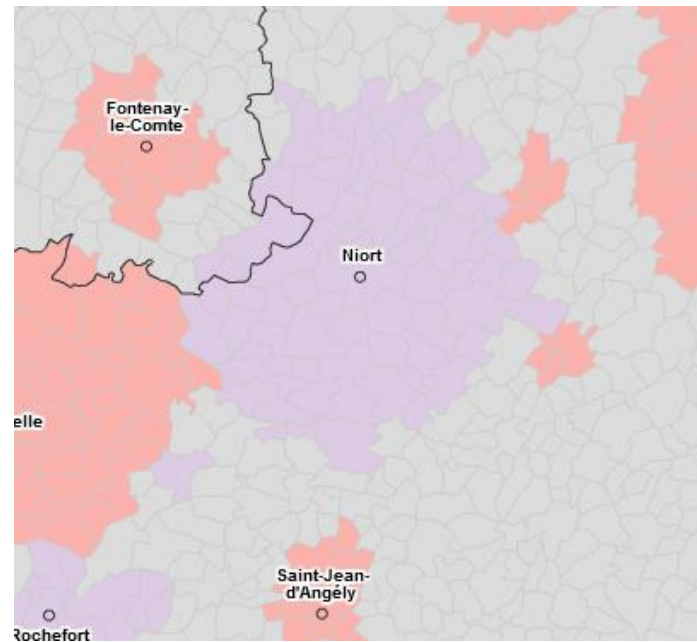 Fontenay-
le-Comte
Niort
elle
Saint-Jean-
d'Angély
Rochefort